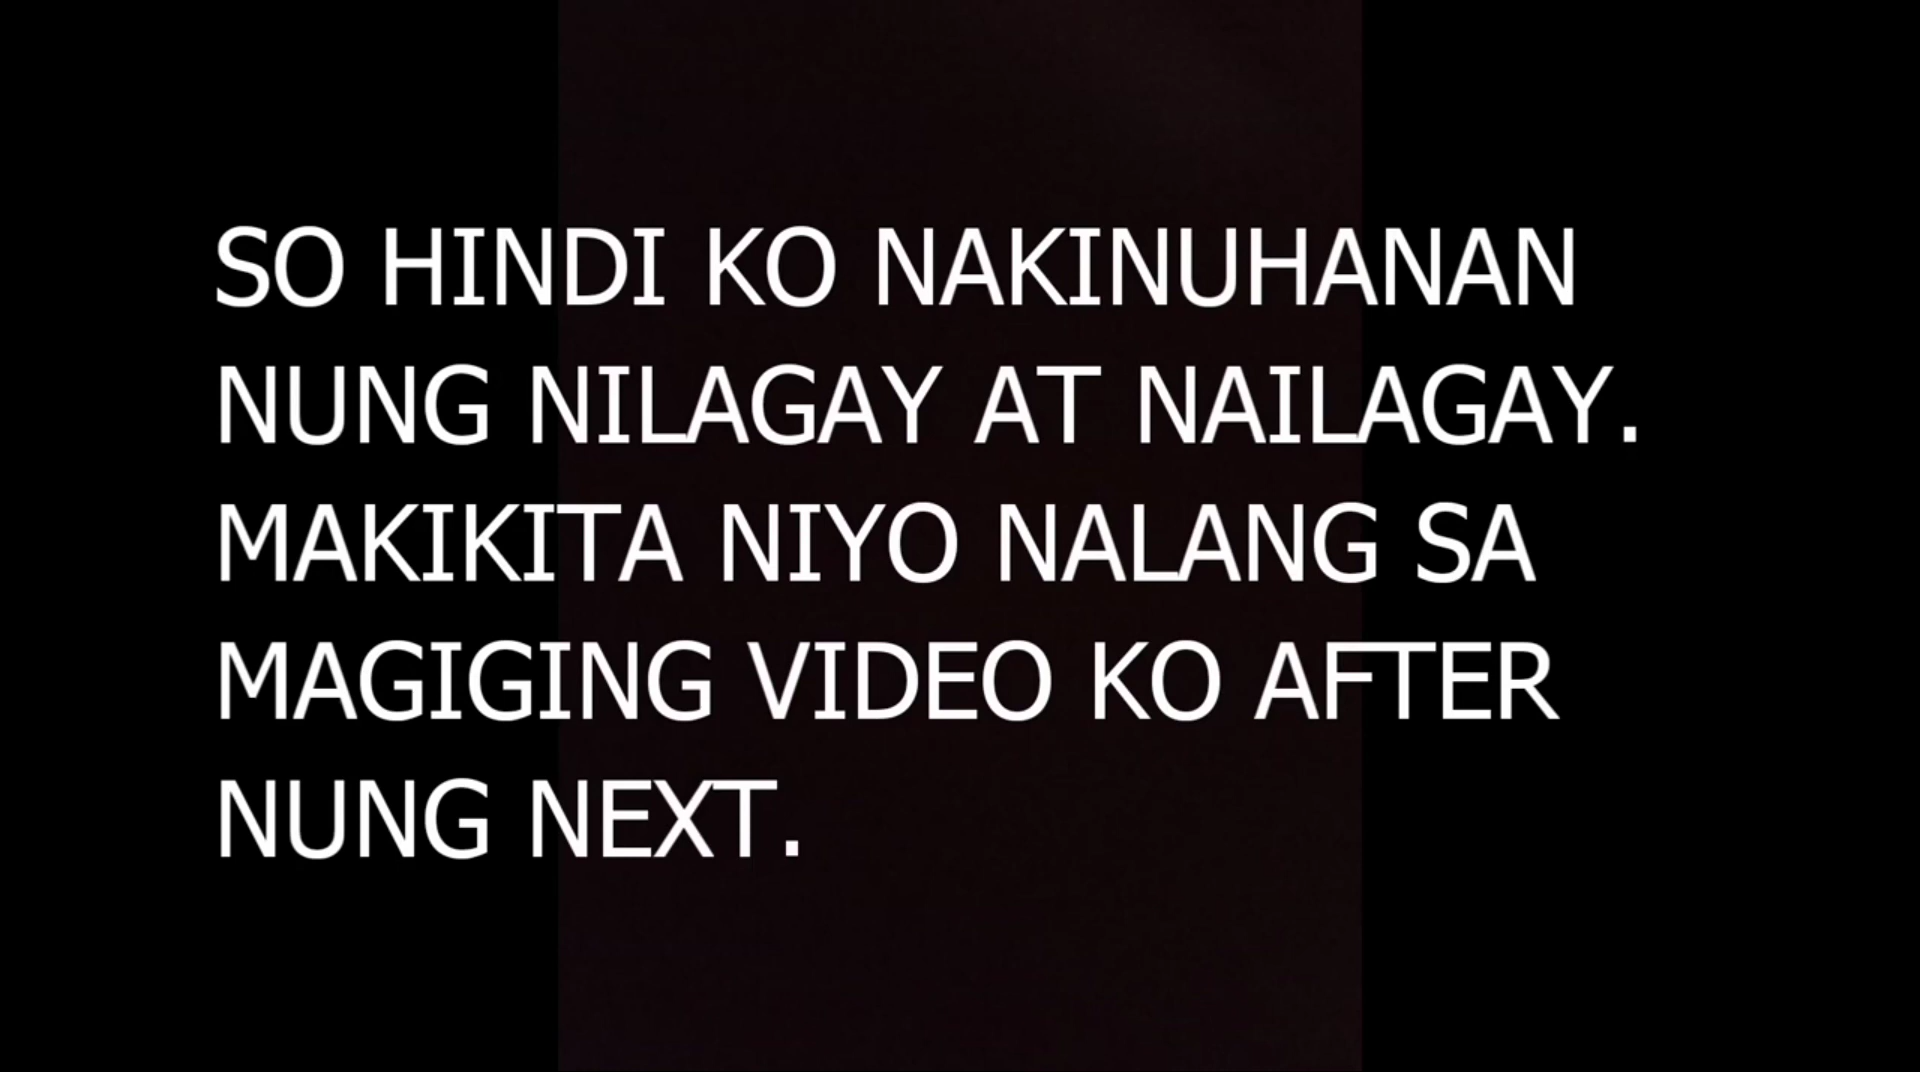 SO HINDI KO NAKINUHANAN
NUNG NILAGAY AT NAILAGAY.
MAKIKITA NIYO NALANG SA
MAGIGING VIDEO KO AFTER
NUNG NEXT.